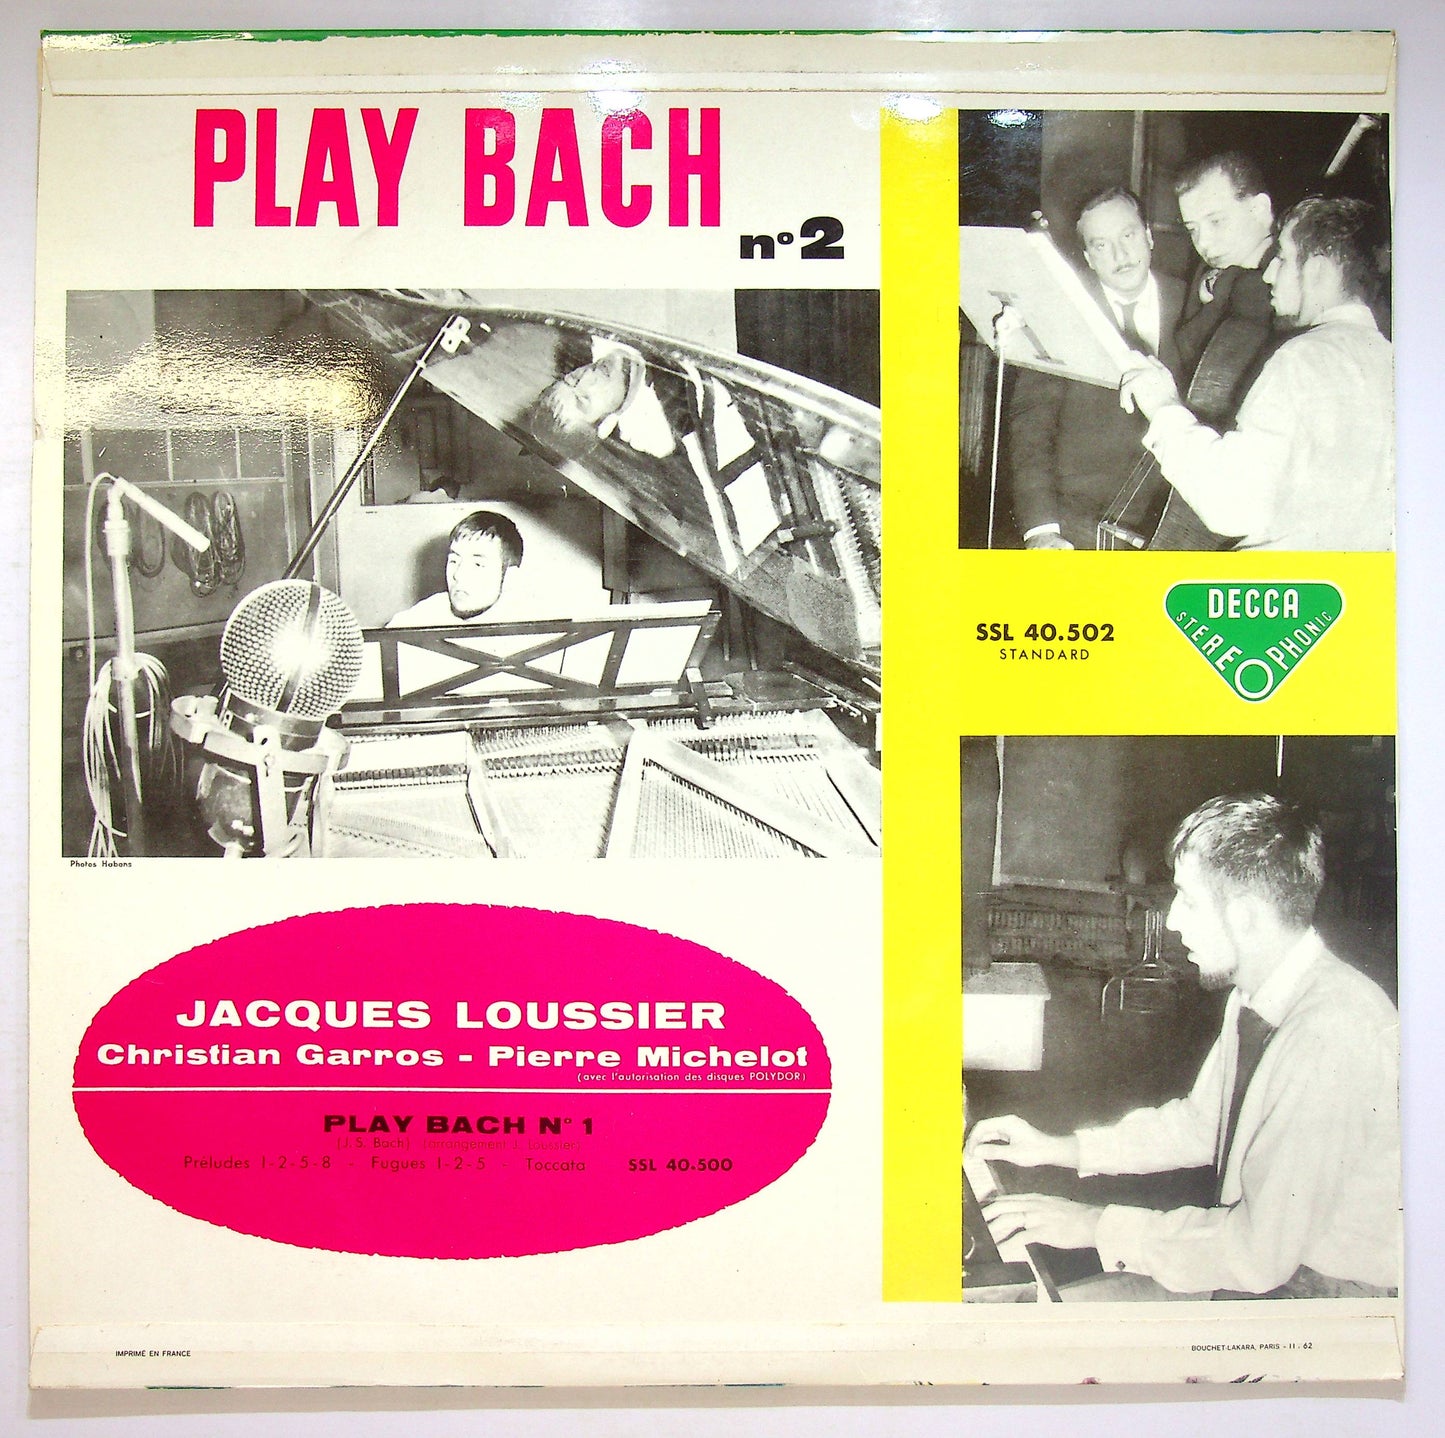 PLAY BACH
nº2
SSL 40.502
STANDARD
DECCA
STEREOPHONIC
Photos Habans
JACQUES LOUSSIER
Christian Garros - Pierre Michelot
(avec l'autorisation des disques POLYDOR)
PLAY BACH Nº 1
(J. S. Bach) (arrangement J. Loussier)
Préludes 1-2-5-8 - Fugues 1-2-5 - Toccata SSL 40.500
IMPRIMÉ EN FRANCE
BOUCHET-LAKARA, PARIS - II. 62